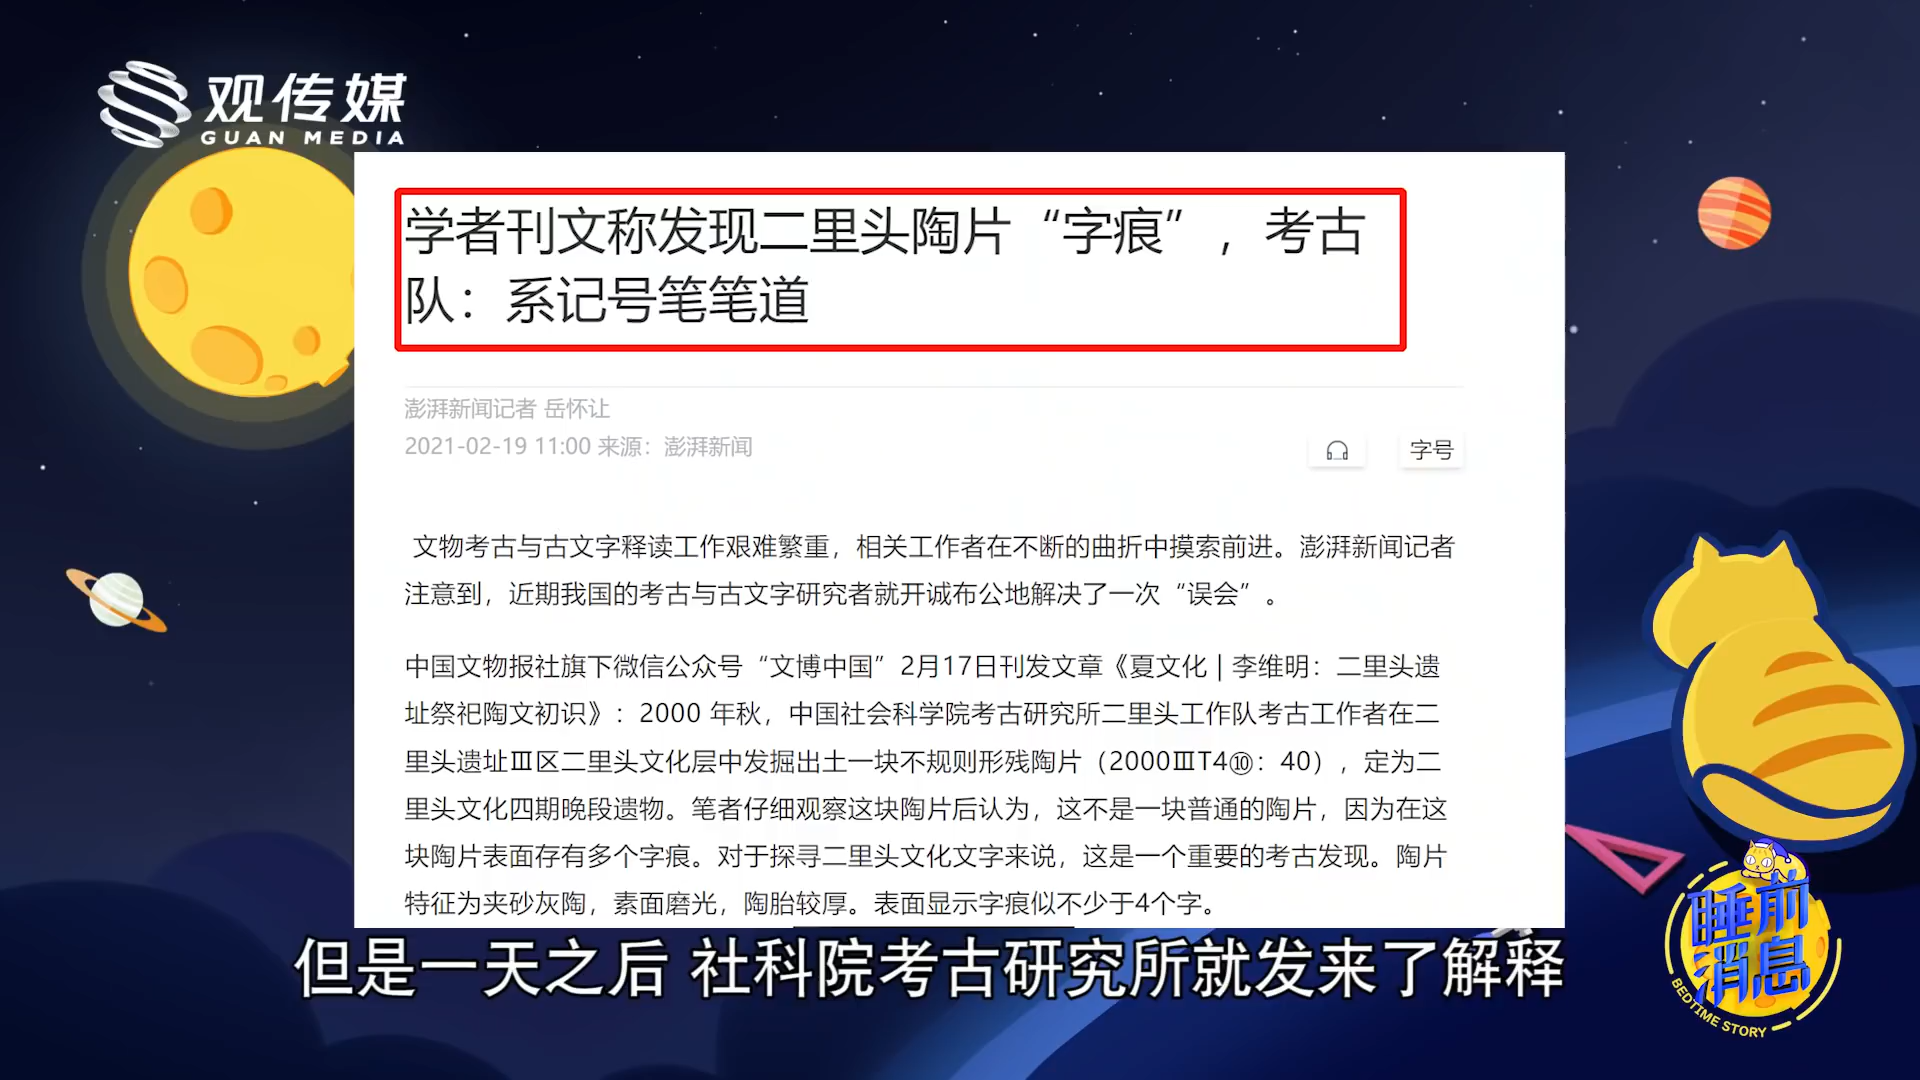 观传媒
GUAN MEDIA
学者刊文称发现二里头陶片“字痕”，考古
队：系记号笔笔道
澎湃新闻记者 岳怀让
2021-02-19 11:00 来源：澎湃新闻
字号
文物考古与古文字释读工作艰难繁重，相关工作者在不断的曲折中摸索前进。澎湃新闻记者
注意到，近期我国的考古与古文字研究者就开诚布公地解决了一次“误会”。
中国文物报社旗下微信公众号“文博中国”2月17日刊发文章《夏文化 | 李维明：二里头遗
址祭祀陶文初识》：2000 年秋，中国社会科学院考古研究所二里头工作队考古工作者在二
里头遗址Ⅲ区二里头文化层中发掘出土一块不规则形残陶片（2000ⅢT4⑩：40），定为二
里头文化四期晚段遗物。笔者仔细观察这块陶片后认为，这不是一块普通的陶片，因为在这
块陶片表面存有多个字痕。对于探寻二里头文化文字来说，这是一个重要的考古发现。陶片
特征为夹砂灰陶，素面磨光，陶胎较厚。表面显示字痕似不少于4个字。
但是一天之后 社科院考古研究所就发来了解释
睡前
消息
BEDTIME STORY